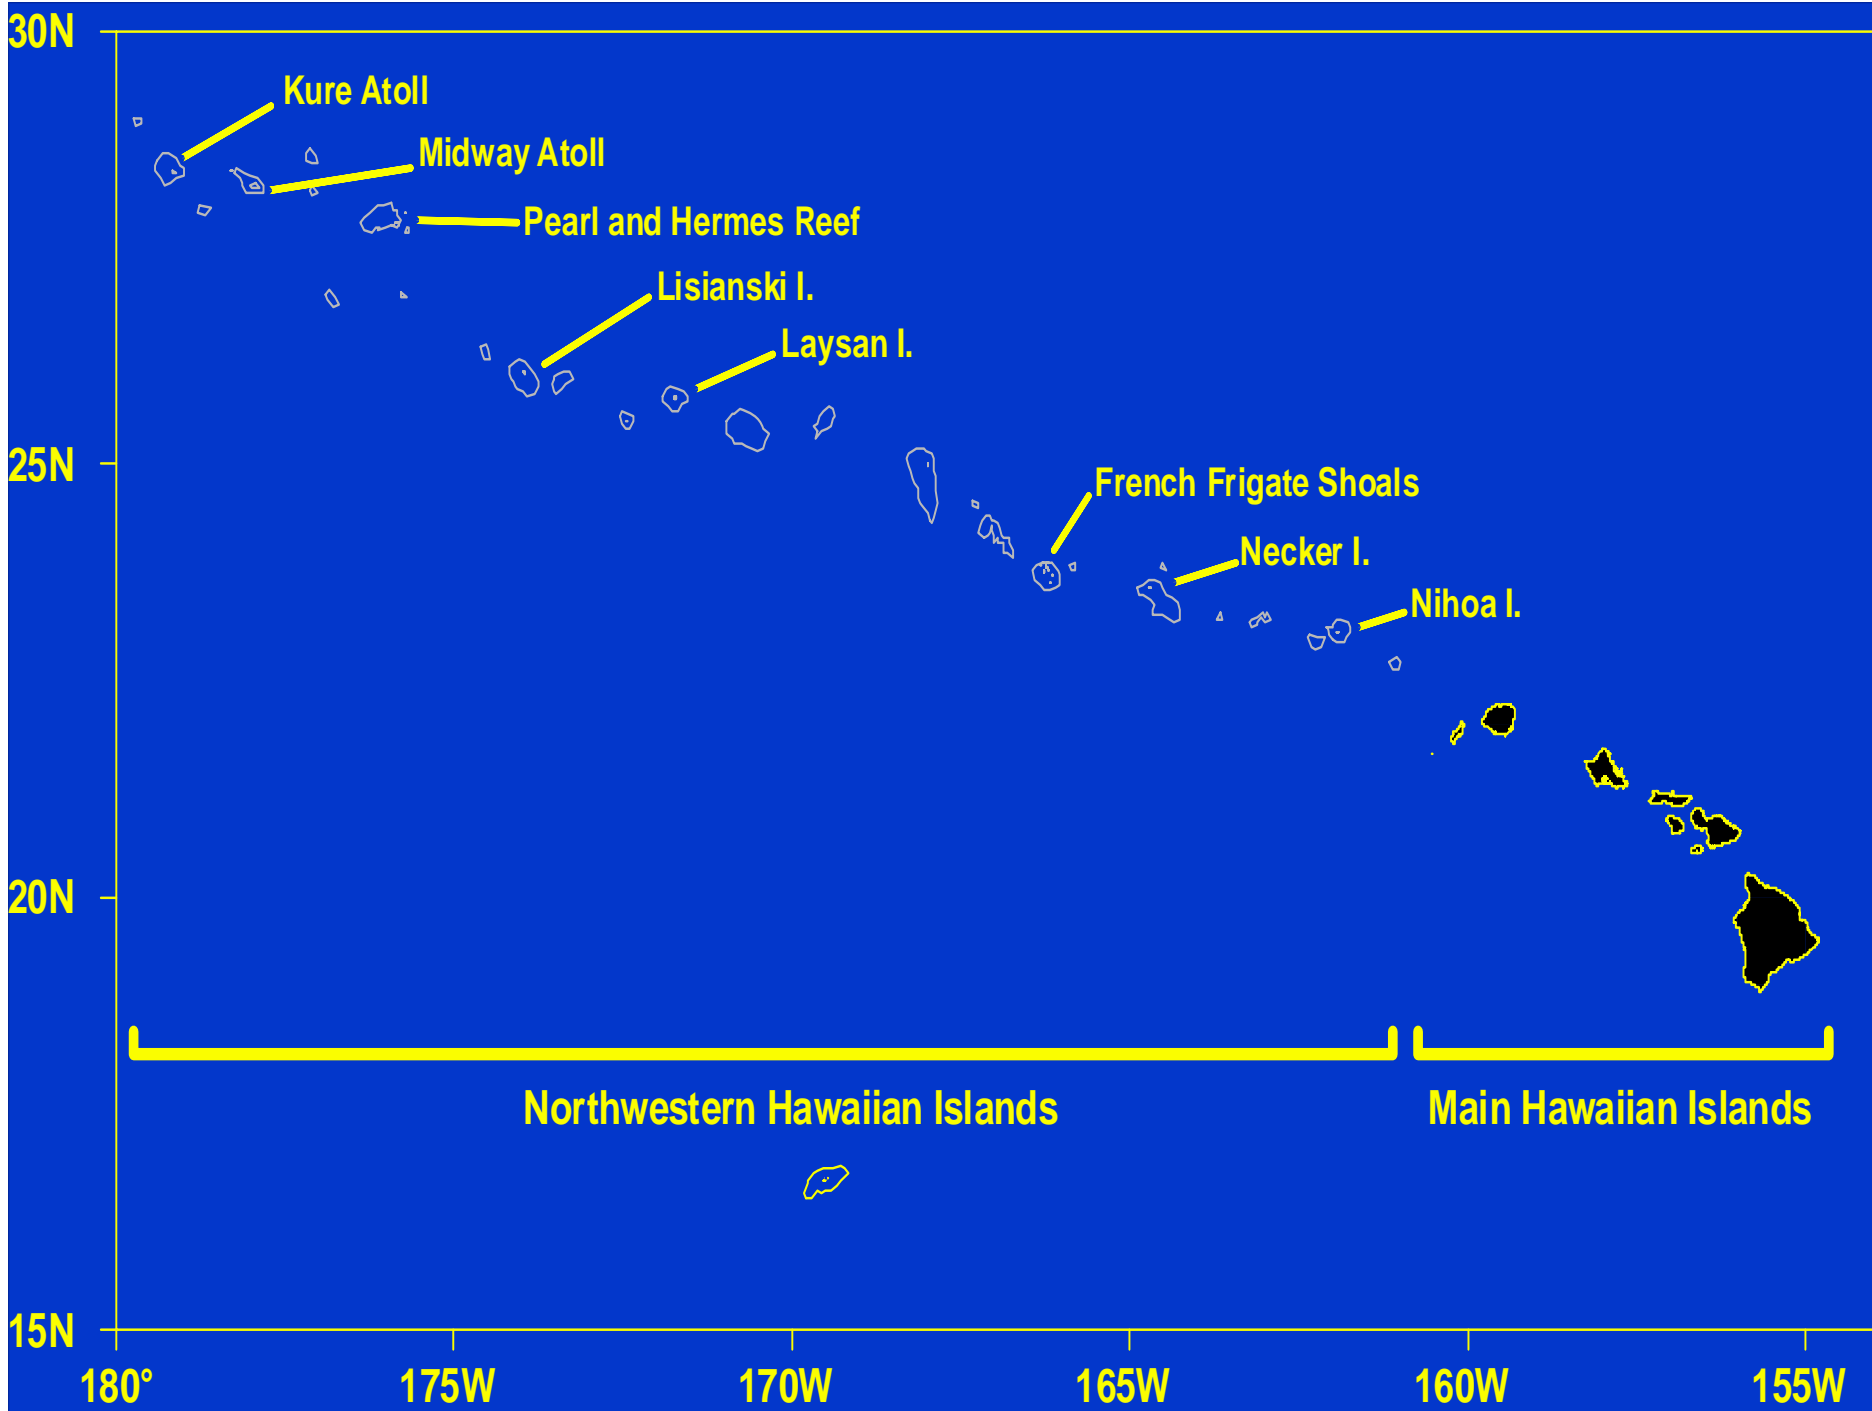 30N
Kure Atoll
Midway Atoll
Pearl and Hermes Reef
Lisianski I.
Laysan I.
25N
French Frigate Shoals
Necker I.
Nihoa I.
20N
Northwestern Hawaiian Islands
Main Hawaiian Islands
15N
180°
175W
170W
165W
160W
155W